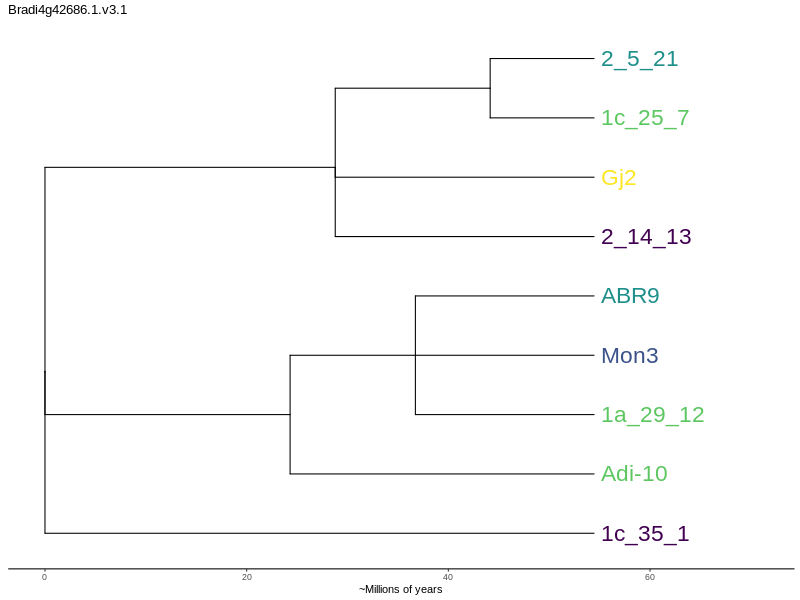 Bradi4g42686.1.v3.1
2_5_21
1c_25_7
Gj2
2_14_13
ABR9
Mon3
1a_29_12
Adi-10
1c_35_1
0 20 40 60
~Millions of years